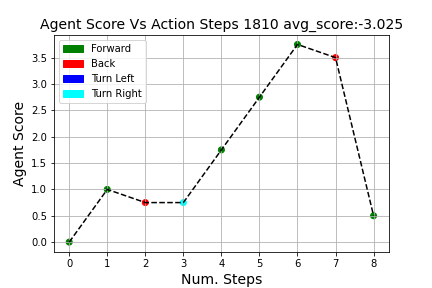 Agent Score Vs Action Steps 1810 avg_score:-3.025
Forward
Back
Turn Left
Turn Right
Agent Score
3.5
3.0
2.5
2.0
1.5
1.0
0.5
0.0
0 1 2 3 4 5 6 7 8
Num. Steps